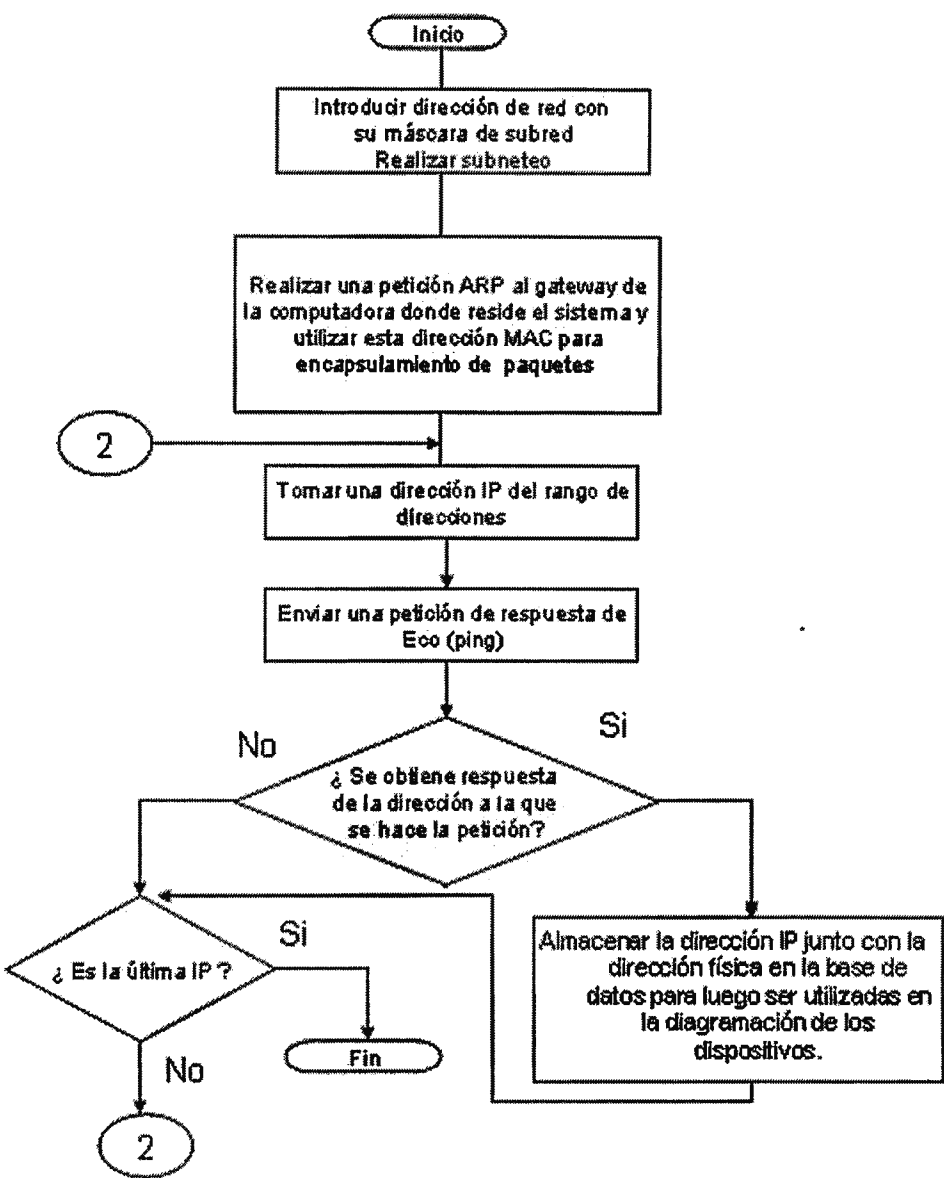 Inicio
Introducir dirección de red con
su máscara de subred
Realizar subneteo
Realizar una petición ARP al gateway de
la computadora donde reside el sistema y
utilizar esta dirección MAC para
encapsulamiento de paquetes
2
Tomar una dirección IP del rango de
direcciones
Enviar una petición de respuesta de
Eco (ping)
No
Si
¿ Se obtiene respuesta
de la dirección a la que
se hace la petición?
¿ Es la última IP ?
Si
Fin
No
2
Almacenar la dirección IP junto con la
dirección física en la base de
datos para luego ser utilizadas en
la diagramación de los
dispositivos.